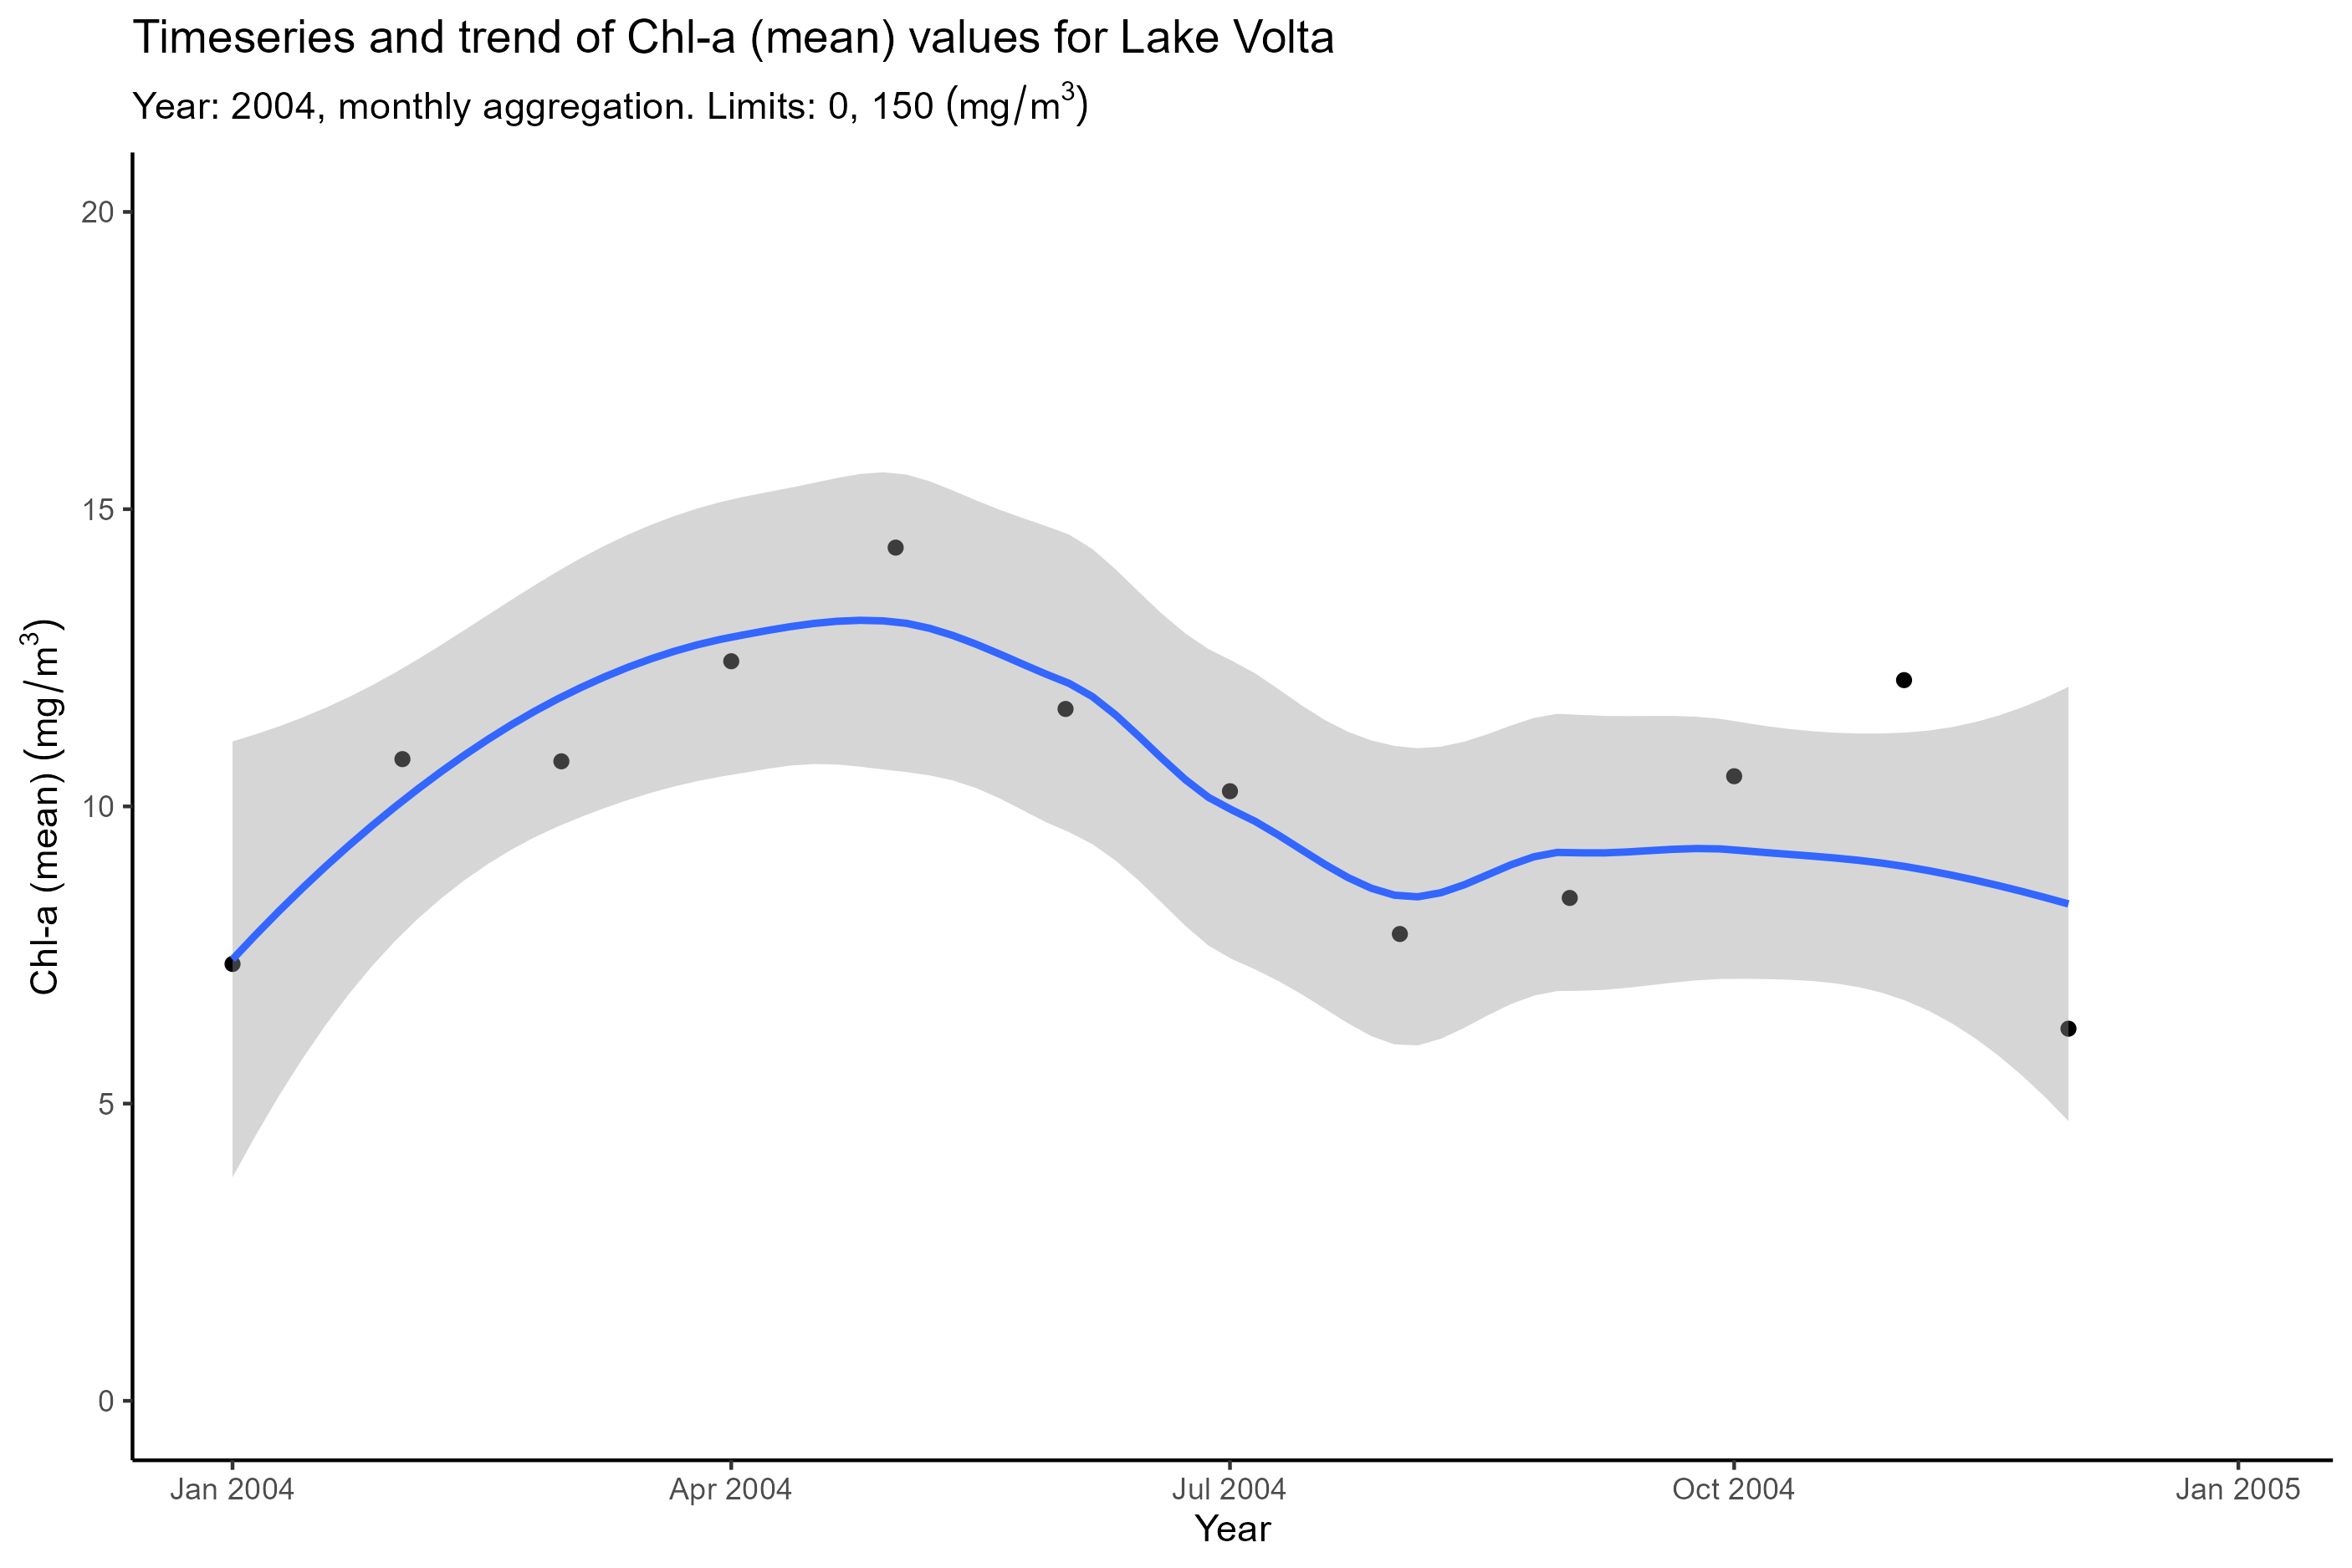 Timeseries and trend of Chl-a (mean) values for Lake Volta
Year: 2004, monthly aggregation. Limits: 0, 150 (mg/m³)
Chl-a (mean) (mg/m³)
20
15
10
5
0
Jan 2004
Apr 2004
Jul 2004
Oct 2004
Jan 2005
Year